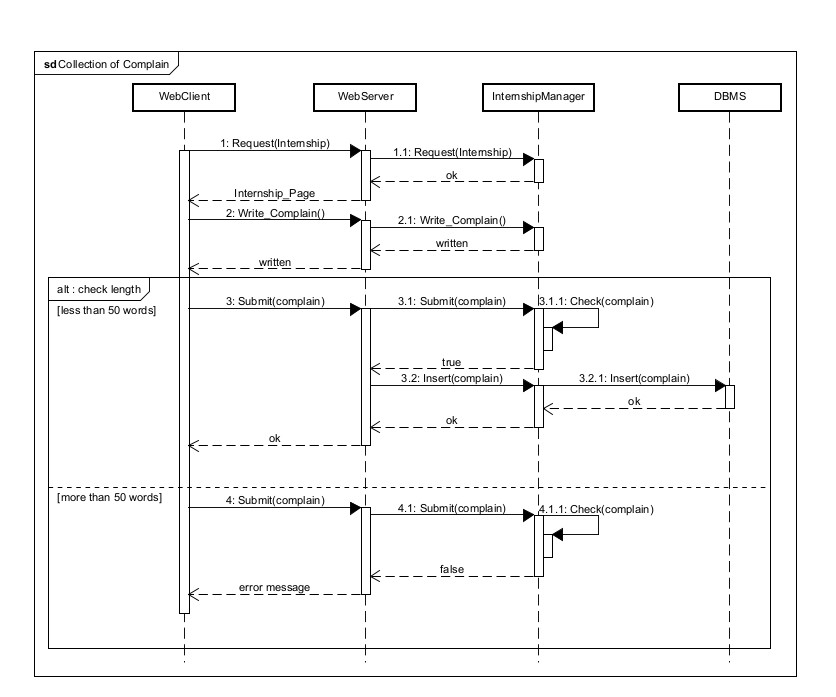 sd Collection of Complain
WebClient
WebServer
InternshipManager
DBMS
1: Request(Internship)
1.1: Request(Internship)
ok
Internship_Page
2: Write_Complain()
2.1: Write_Complain()
written
written
alt : check length
[less than 50 words]
3: Submit(complain)
3.1: Submit(complain)
3.1.1: Check(complain)
true
3.2: Insert(complain)
3.2.1: Insert(complain)
ok
ok
ok
[more than 50 words]
4: Submit(complain)
4.1: Submit(complain)
4.1.1: Check(complain)
false
error message